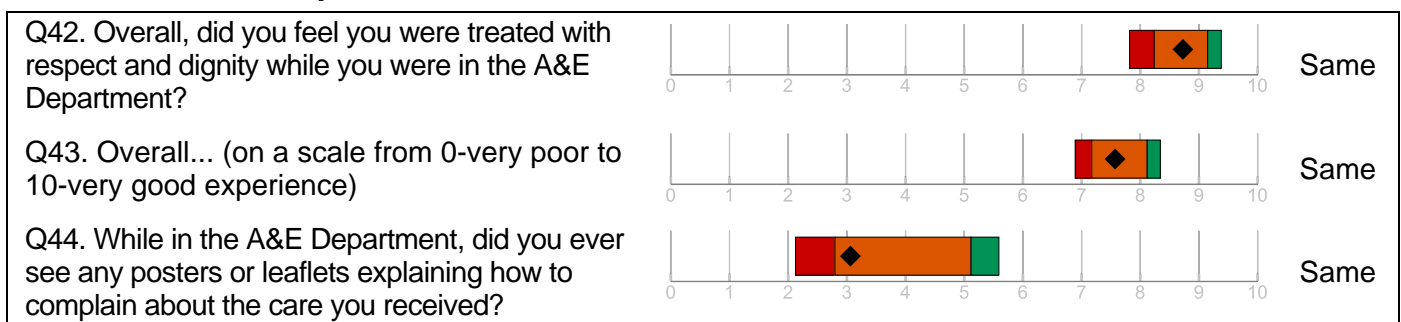 Q42. Overall, did you feel you were treated with
respect and dignity while you were in the A&E
Department?
0 1 2 3 4 5 6 7 8 9 10
Same
Q43. Overall... (on a scale from 0-very poor to
10-very good experience)
0 1 2 3 4 5 6 7 8 9 10
Same
Q44. While in the A&E Department, did you ever
see any posters or leaflets explaining how to
complain about the care you received?
0 1 2 3 4 5 6 7 8 9 10
Same